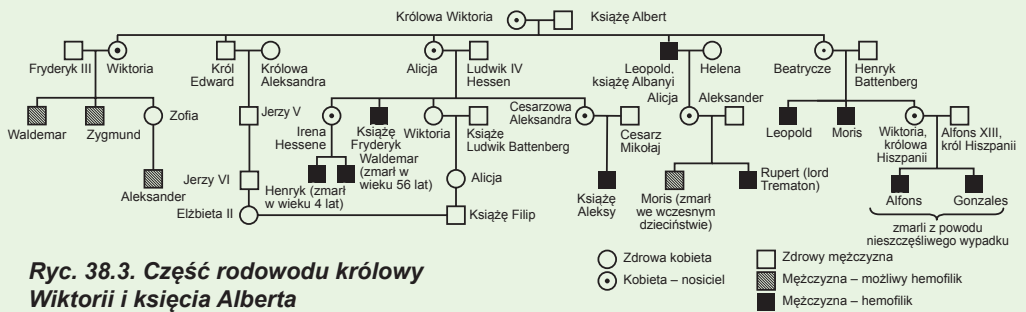 Królowa Wiktoria
Książę Albert
Fryderyk III
Wiktoria
Król
Edward
Królowa
Aleksandra
Alicja
Ludwik IV
Hessen
Leopold,
książę Albanyi
Helena
Beatrycze
Henryk
Battenberg
Waldemar
Zygmund
Zofia
Jerzy V
Irena
Hessene
Książę
Fryderyk
Wiktoria
Książę
Ludwik Battenberg
Cesarzowa
Aleksandra
Cesarz
Mikołaj
Alicja
Aleksander
Leopold
Moris
Wiktoria,
królowa
Hiszpanii
Alfons XIII,
król Hiszpanii
Aleksander
Jerzy VI
Henryk (zmarł
w wieku 4 lat)
Waldemar
(zmarł w
wieku 56 lat)
Alicja
Książę
Aleksy
Moris (zmarł
we wczesnym
dzieciństwie)
Rupert (lord
Trematon)
Alfons
Gonzales
zmarli z powodu
nieszczęśliwego wypadku
Elżbieta II
Książę Filip
Zdrowa kobieta
Kobieta – nosiciel
Zdrowy mężczyzna
Mężczyzna – możliwy hemofilik
Mężczyzna – hemofilik
Ryc. 38.3. Część rodowodu królowy
Wiktorii i księcia Alberta